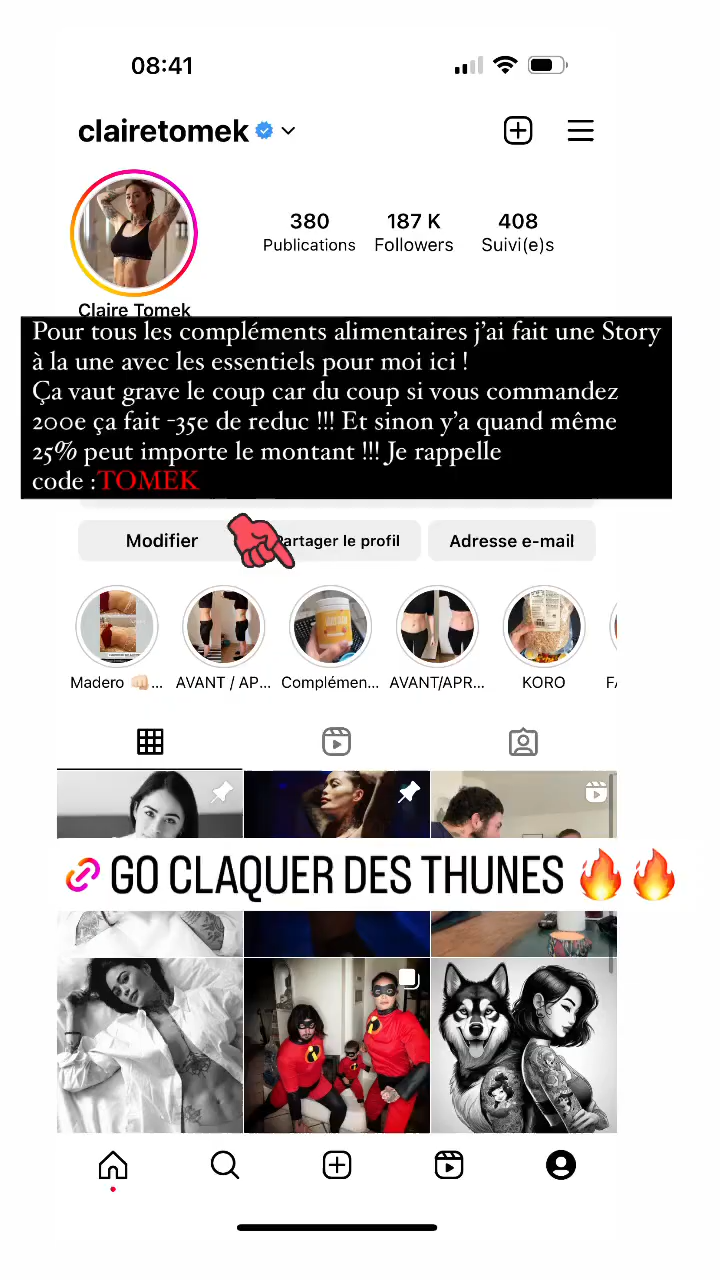 08:41
clairetomek
380
187 K
408
Publications
Followers
Suivi(e)s
Claire Tomek
Pour tous les compléments alimentaires j'ai fait une Story
à la une avec les essentiels pour moi ici !
Ça vaut grave le coup car du coup si vous commandez
200e ça fait -35e de reduc !!! Et sinon y'a quand même
25% peut importe le montant !!! Je rappelle
code :TOMEK
Modifier
Partager le profil
Adresse e-mail
Madero 👊🏻...
AVANT / AP...
Complémen...
AVANT/APR...
KORO
GO CLAQUER DES THUNES 🔥🔥